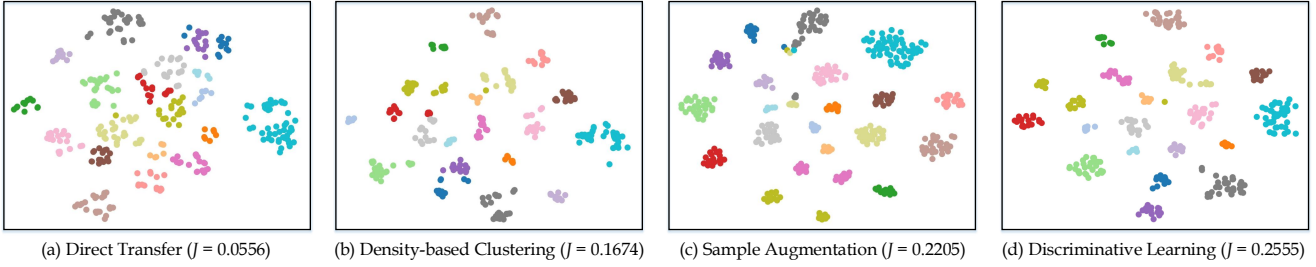 (a) Direct Transfer (J = 0.0556)
(b) Density-based Clustering (J = 0.1674)
(c) Sample Augmentation (J = 0.2205)
(d) Discriminative Learning (J = 0.2555)